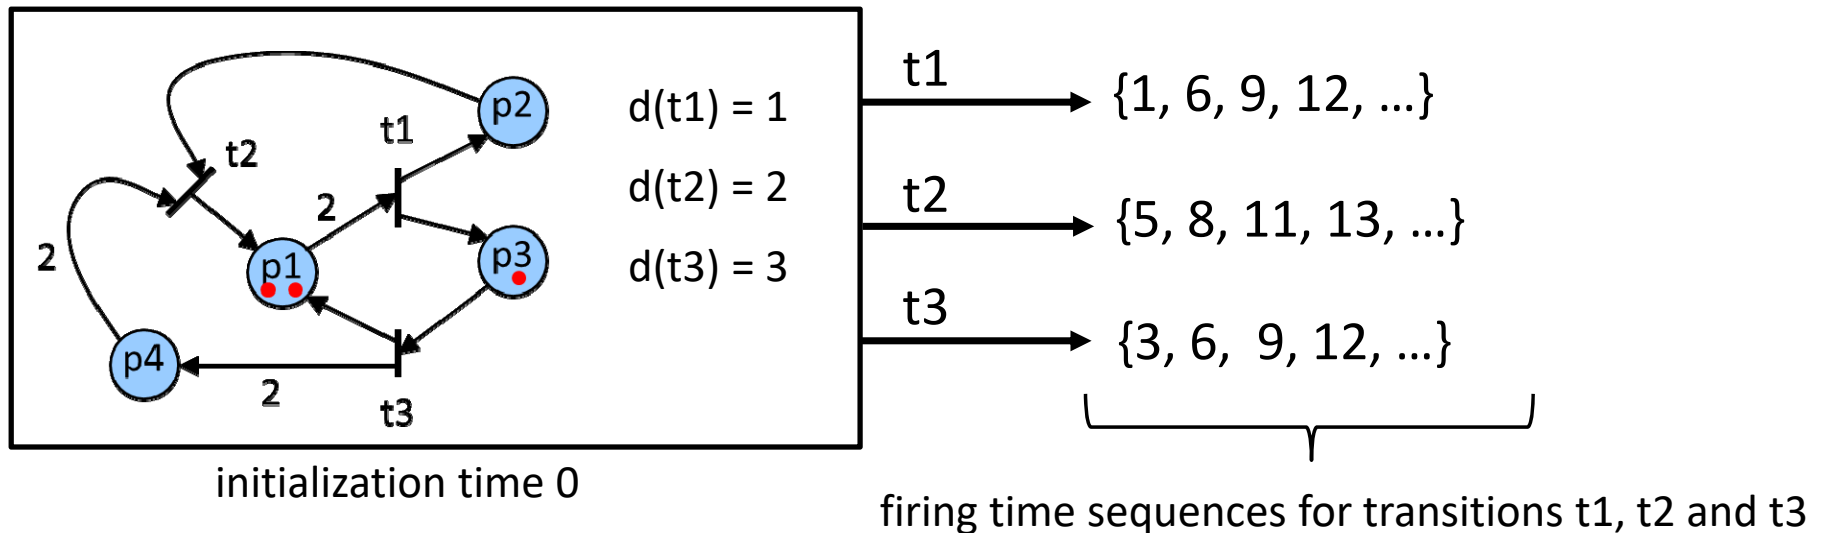 p2
d(t1) = 1
t1
t2
d(t2) = 2
2
2
p1
p3
d(t3) = 3
p4
2
t3
initialization time 0
t1
{1, 6, 9, 12, ...}
t2
{5, 8, 11, 13, ...}
t3
{3, 6, 9, 12, ...}
firing time sequences for transitions t1, t2 and t3